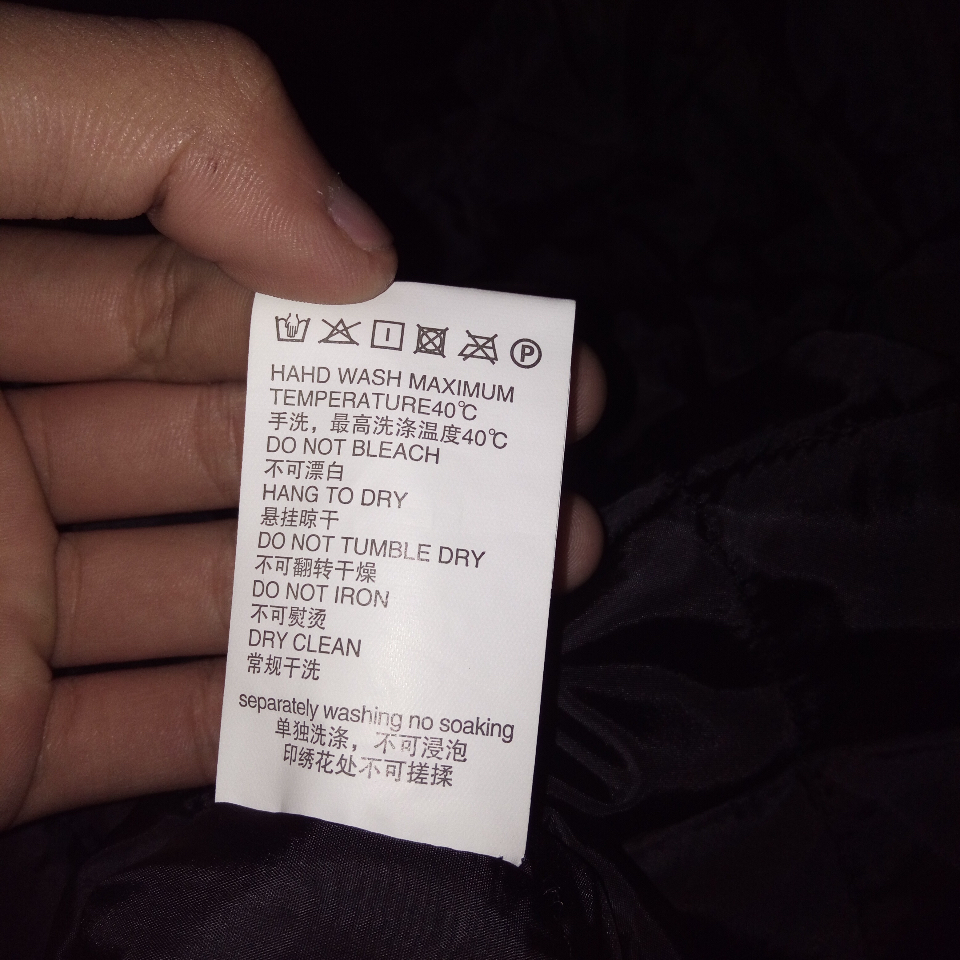 P
HAHD WASH MAXIMUM
TEMPERATURE40℃
手洗，最高洗涤温度40℃
DO NOT BLEACH
不可漂白
HANG TO DRY
悬挂晾干
DO NOT TUMBLE DRY
不可翻转干燥
DO NOT IRON
不可熨烫
DRY CLEAN
常规干洗
separately washing no soaking
单独洗涤，不可浸泡
印绣花处不可搓揉